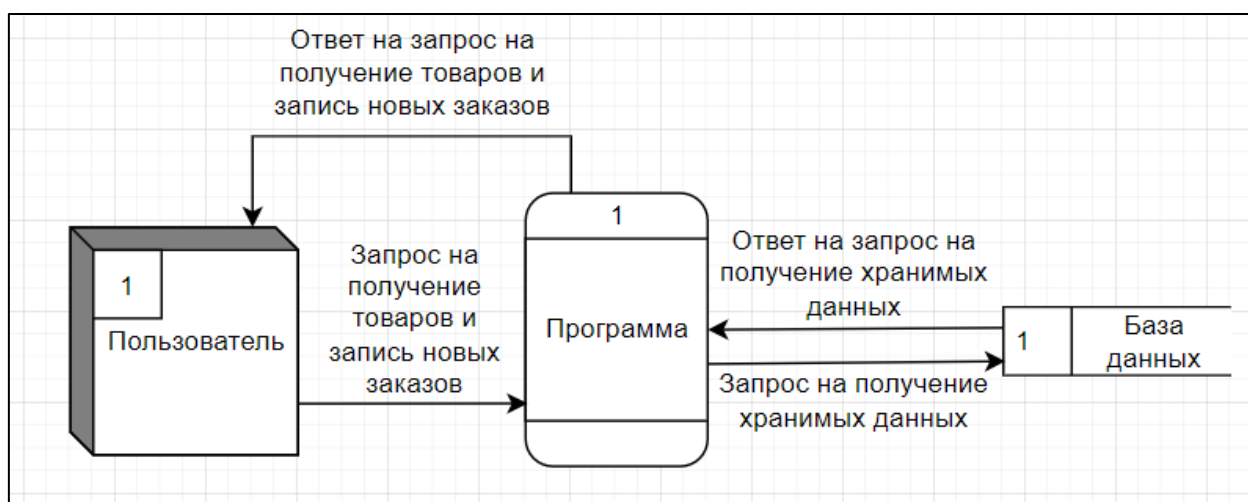 Ответ на запрос на
получение товаров и
запись новых заказов
1
Пользователь
Запрос на
получение
товаров и
запись новых
заказов
1
Программа
Ответ на запрос на
получение хранимых
данных
Запрос на получение
хранимых данных
1
База
данных